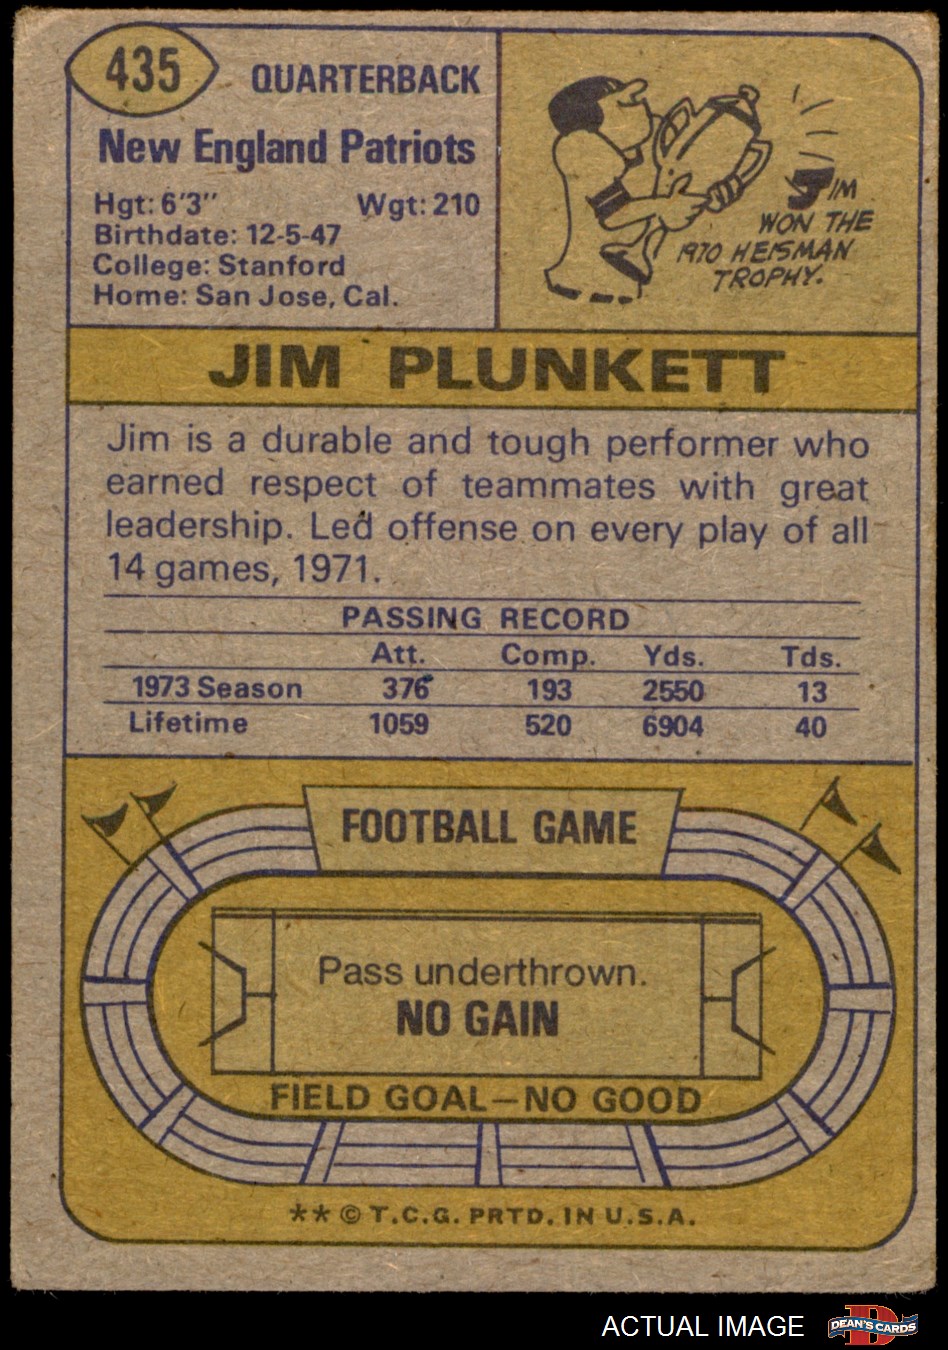 435
QUARTERBACK
New England Patriots
Hgt: 6'3" Wgt: 210
Birthdate: 12-5-47
College: Stanford
Home: San Jose, Cal.
JIM
WON THE
1970 HEISMAN
TROPHY.
JIM PLUNKETT
Jim is a durable and tough performer who
earned respect of teammates with great
leadership. Led offense on every play of all
14 games, 1971.
PASSING RECORD
Att. Comp. Yds. Tds.
1973 Season 376 193 2550 13
Lifetime 1059 520 6904 40
FOOTBALL GAME
Pass underthrown.
NO GAIN
FIELD GOAL—NO GOOD
** © T.C.G. PRTD. IN U.S.A.
ACTUAL IMAGE
D
DEAN'S CARDS